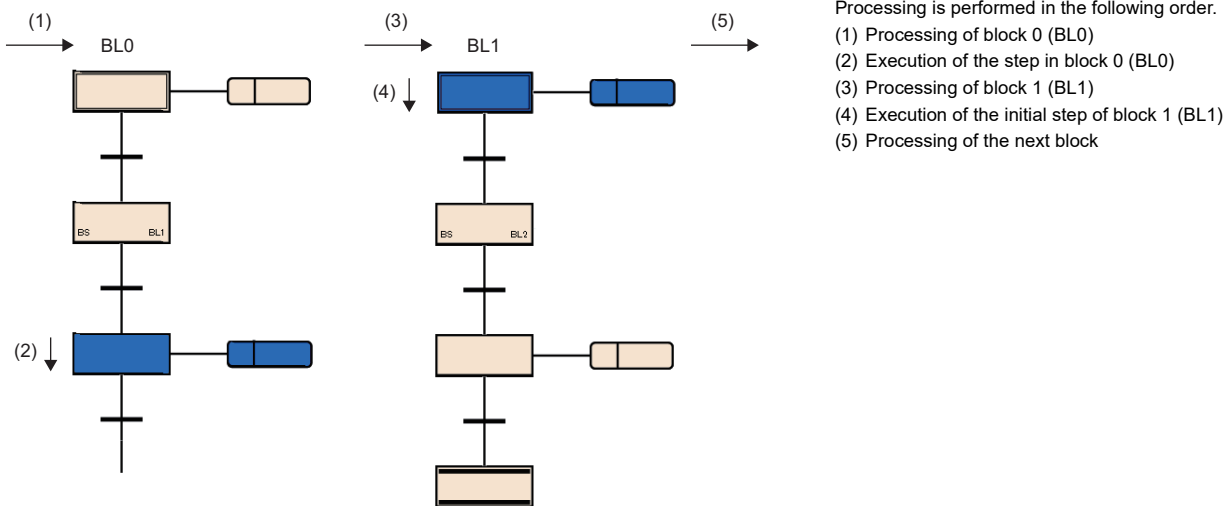 (1)
BL0
(3)
BL1
(5)
(4)
BS BL1
BS BL2
(2)
Processing is performed in the following order.
(1) Processing of block 0 (BL0)
(2) Execution of the step in block 0 (BL0)
(3) Processing of block 1 (BL1)
(4) Execution of the initial step of block 1 (BL1)
(5) Processing of the next block